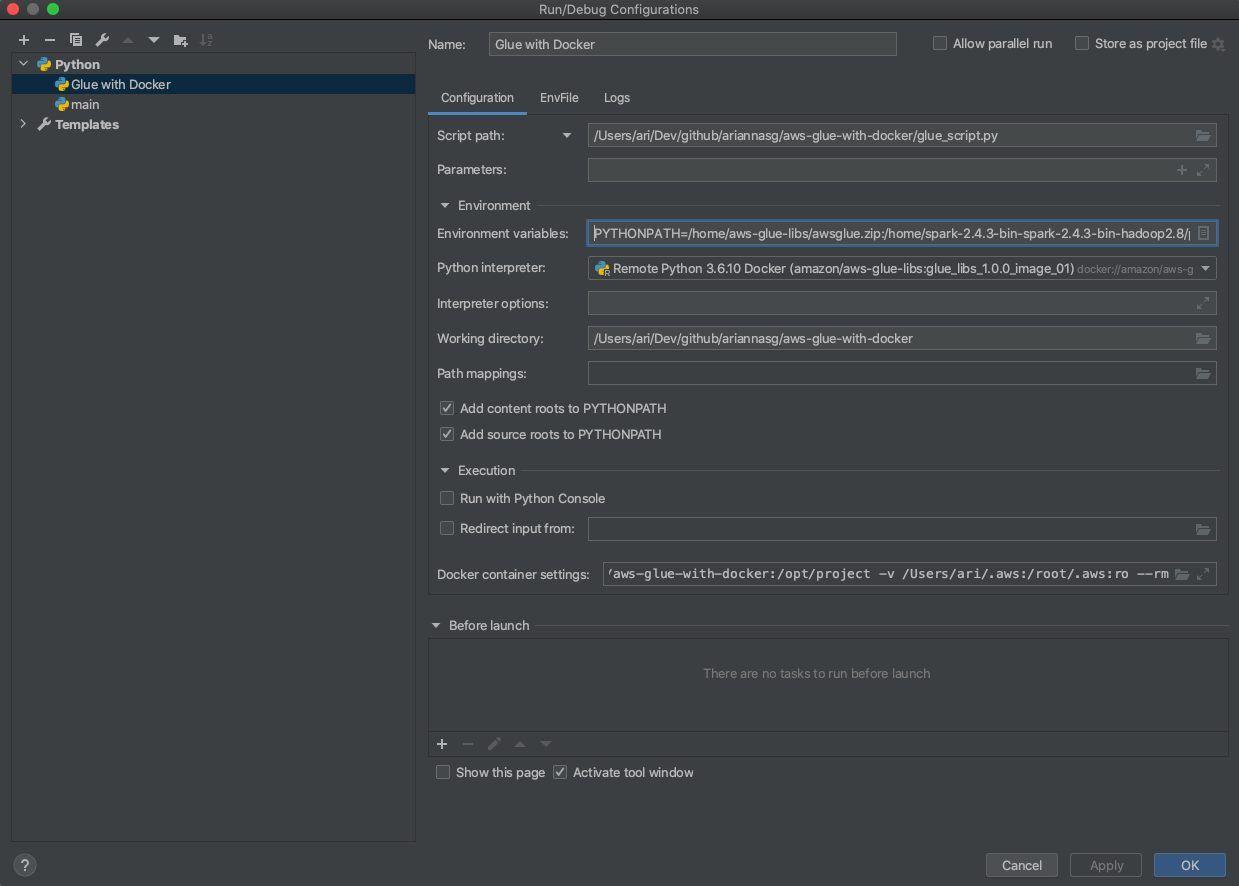 Run/Debug Configurations
Name: Glue with Docker
Allow parallel run
Store as project file
Python
Glue with Docker
main
Templates
Configuration EnvFile Logs
Script path: /Users/ari/Dev/github/ariannasg/aws-glue-with-docker/glue_script.py
Parameters:
Environment
Environment variables: PYTHONPATH=/home/aws-glue-libs/awsglue.zip:/home/spark-2.4.3-bin-spark-2.4.3-bin-hadoop2.8/
Python interpreter: Remote Python 3.6.10 Docker (amazon/aws-glue-libs:glue_libs_1.0.0_image_01) docker://amazon/aws-g
Interpreter options:
Working directory: /Users/ari/Dev/github/ariannasg/aws-glue-with-docker
Path mappings:
Add content roots to PYTHONPATH
Add source roots to PYTHONPATH
Execution
Run with Python Console
Redirect input from:
Docker container settings: /aws-glue-with-docker:/opt/project -v /Users/ari/.aws:/root/.aws:ro --rm
Before launch
There are no tasks to run before launch
Show this page Activate tool window
? Cancel Apply OK